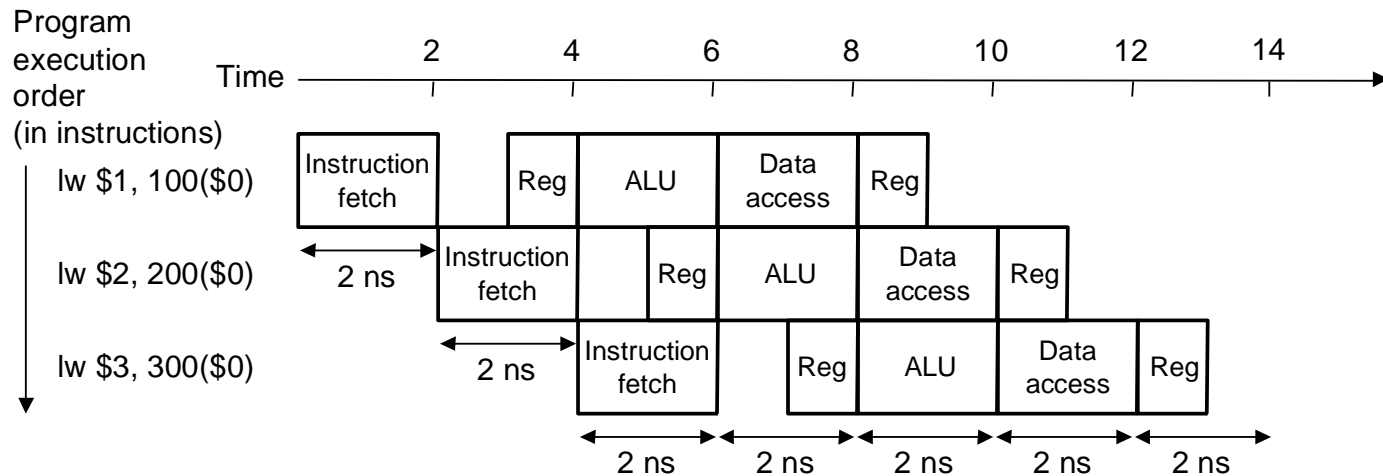 Program
execution
order
(in instructions)
Time
2 4 6 8 10 12 14
lw $1, 100($0)
Instruction
fetch
Reg
ALU
Data
access
Reg
lw $2, 200($0)
2 ns
Instruction
fetch
Reg
ALU
Data
access
Reg
lw $3, 300($0)
2 ns
Instruction
fetch
Reg
ALU
Data
access
Reg
2 ns 2 ns 2 ns 2 ns 2 ns